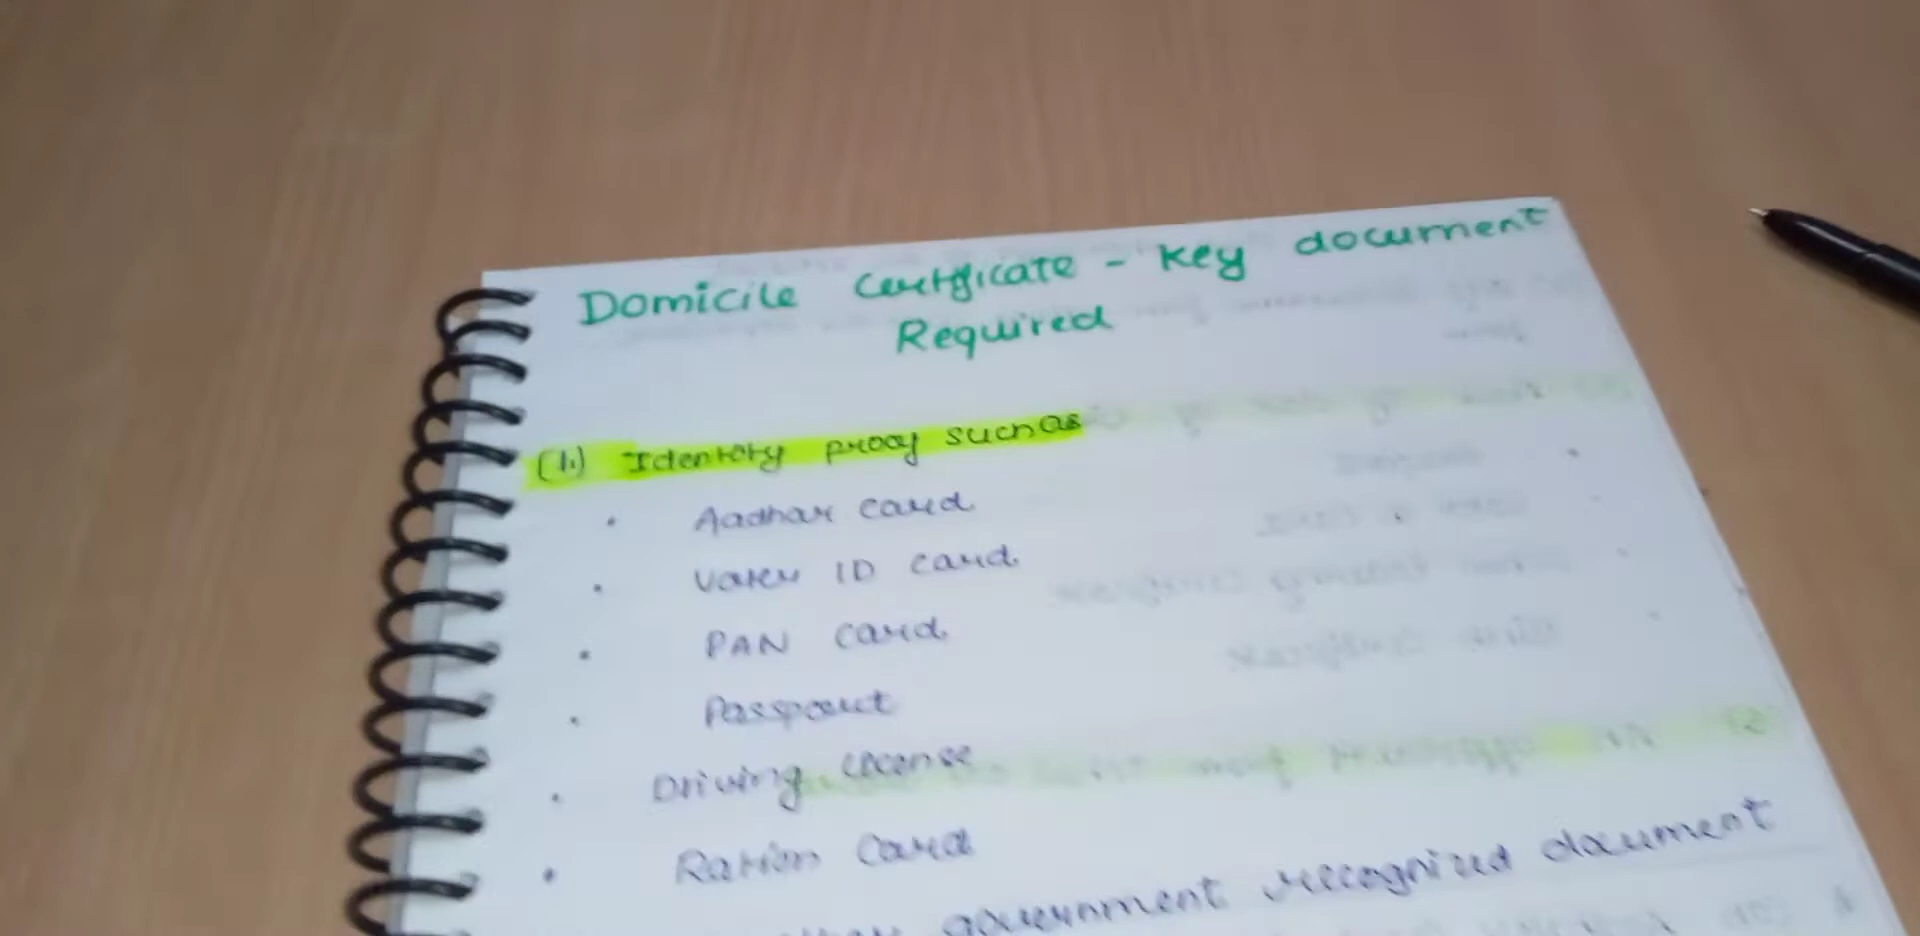 Domicile Certificate - Key document
Required
(1.) Identity proof such as
• Aadhar card
• Voter ID card
• PAN card
• Passport
• Driving license
• Ration Card
government recognized document